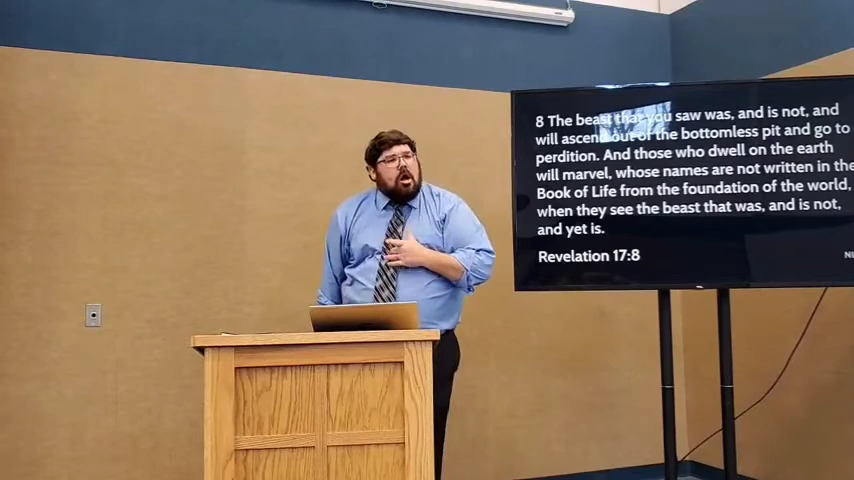 8 The beast that you saw was, and is not, and
will ascend out of the bottomless pit and go to
perdition. And those who dwell on the earth
will marvel, whose names are not written in the
Book of Life from the foundation of the world,
when they see the beast that was, and is not,
and yet is.
Revelation 17:8